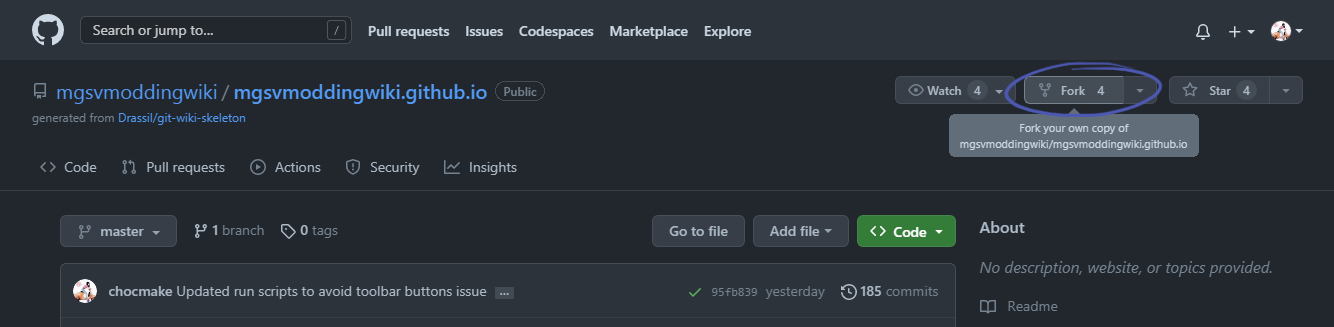 Search or jump to... /
Pull requests Issues Codespaces Marketplace Explore
mgsvmoddingwiki / mgsvmoddingwiki.github.io Public
Watch 4 Fork 4 Star 4
generated from Drassil/git-wiki-skeleton
Fork your own copy of
mgsvmoddingwiki/mgsvmoddingwiki.github.io
Code Pull requests Actions Security Insights
master 1 branch 0 tags Go to file Add file Code
About
No description, website, or topics provided.
chocmake Updated run scripts to avoid toolbar buttons issue ... 95fb839 yesterday 185 commits
Readme